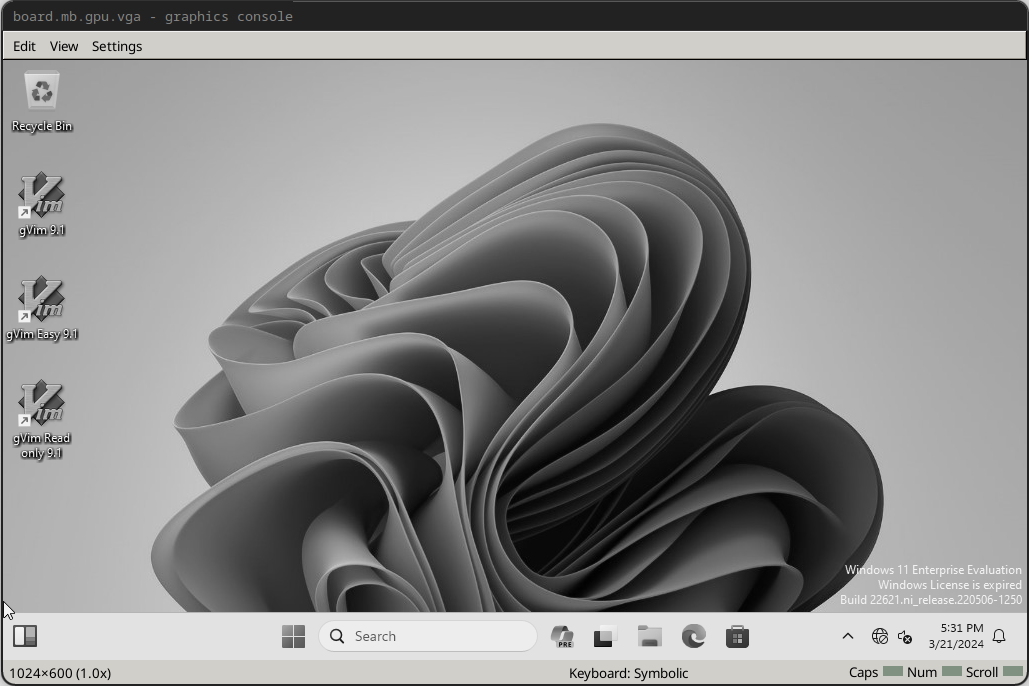 board.mb.gpu.vga - graphics console
Edit View Settings
Recycle Bin
gVim 9.1
gVim Easy 9.1
gVim Read
only 9.1
Windows 11 Enterprise Evaluation
Windows License is expired
Build 22621.ni_release.220506-1250
Search
PRE
5:31 PM
3/21/2024
1024×600 (1.0x)
Keyboard: Symbolic
Caps Num Scroll